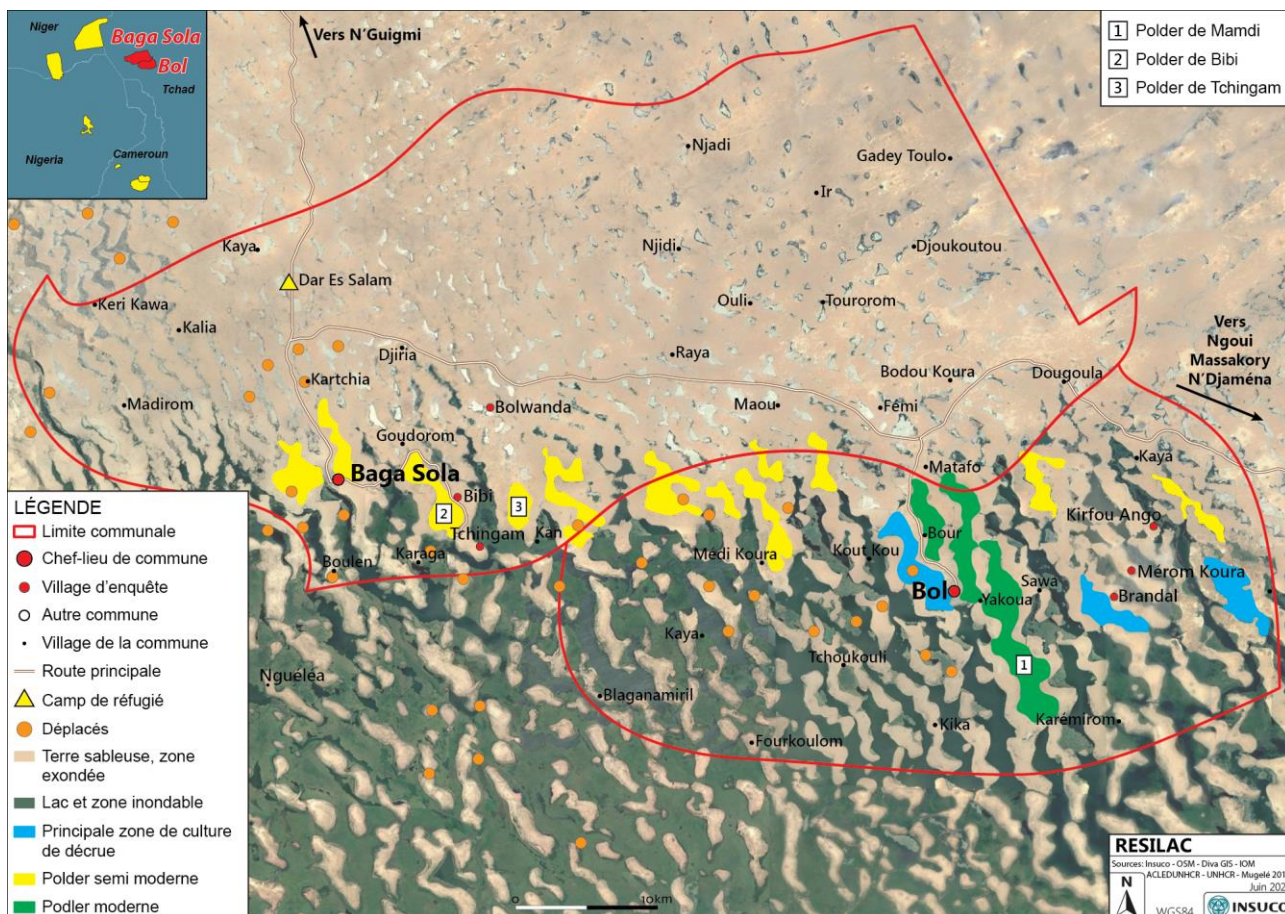 Niger
Baga Sola
Bol
Tchad
Nigeria
Cameroun
Vers N'Guigmi
1 Polder de Mamdi
2 Polder de Bibi
3 Polder de Tchingam
Njadi
Gadey Toulo
Ir
Kaya
Njidi
Djoukoutou
Dar Es Salam
Keri Kawa
Ouli
Tourorom
Kalia
Vers
Ngoui
Massakory
N'Djaména
Djiria
Raya
Kartchia
Bodou Koura
Dougoula
Madirom
Bolwanda
Maou
Fémi
Goudorom
Baga Sola
Matafo
Kaya
Bibi
2
3
Tchingam
Kan
Kirfou Ango
Bour
Boulen
Karaga
Médi Koura
Kout Kou
Mérom Koura
Sawa
Bol
Yakoua
Brandal
Kaya
Tchoukouli
1
Nguéléa
Blaganamiril
Kika
Karémirom
Fourkoulom
LÉGENDE
Limite communale
Chef-lieu de commune
Village d'enquête
Autre commune
Village de la commune
Route principale
Camp de réfugié
Déplacés
Terre sableuse, zone
exondée
Lac et zone inondable
Principale zone de culture
de décrue
Polder semi moderne
Podler moderne
0 10km
RESILAC
Sources: Insuco - OSM - Diva GIS - IOM
ACLEDUNHCR - UNHCR - Mugelé 201
Juin 202
N
WGS84
INSUCO